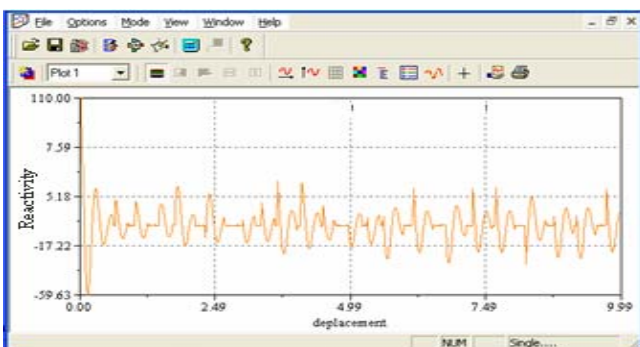 File Options Mode View Window Help
Plot 1
110.00
7.59
5.18
-17.22
-59.63
Reactivity
0.00 2.49 4.99 7.49 9.99
deplacement
NUM Single....